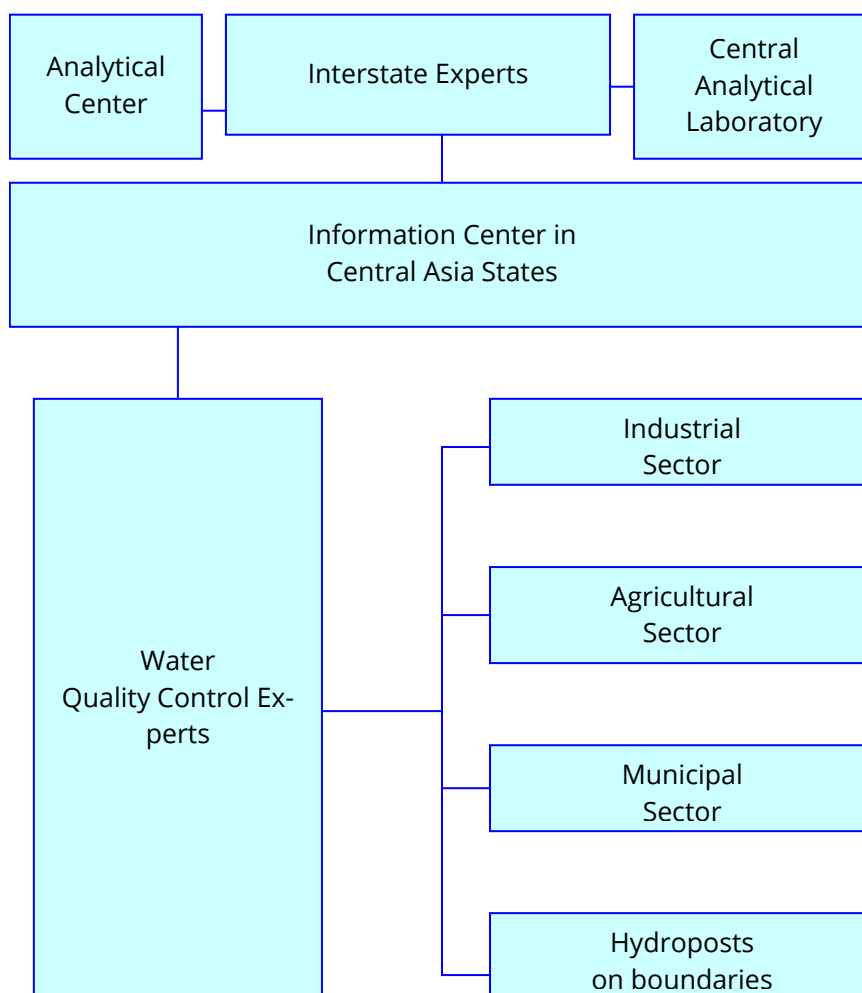 Analytical
Center
Interstate Experts
Central
Analytical
Laboratory
Information Center in
Central Asia States
Water
Quality Control Ex-
perts
Industrial
Sector
Agricultural
Sector
Municipal
Sector
Hydroposts
on boundaries